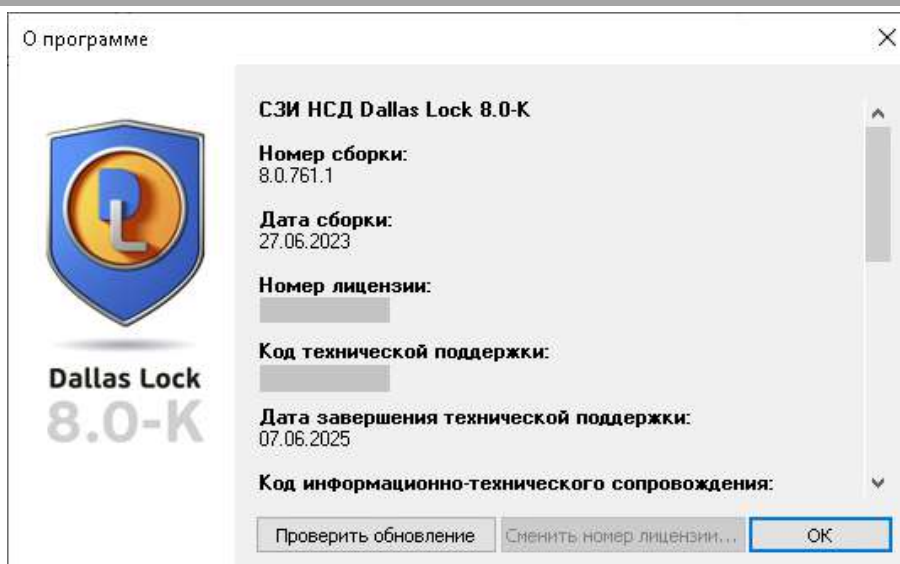 О программе
СЗИ НСД Dallas Lock 8.0-K
Номер сборки:
8.0.761.1
Дата сборки:
27.06.2023
Номер лицензии:
Код технической поддержки:
Дата завершения технической поддержки:
07.06.2025
Код информационно-технического сопровождения:
DL
Dallas Lock
8.0-K
Проверить обновление
Сменить номер лицензии...
ОК